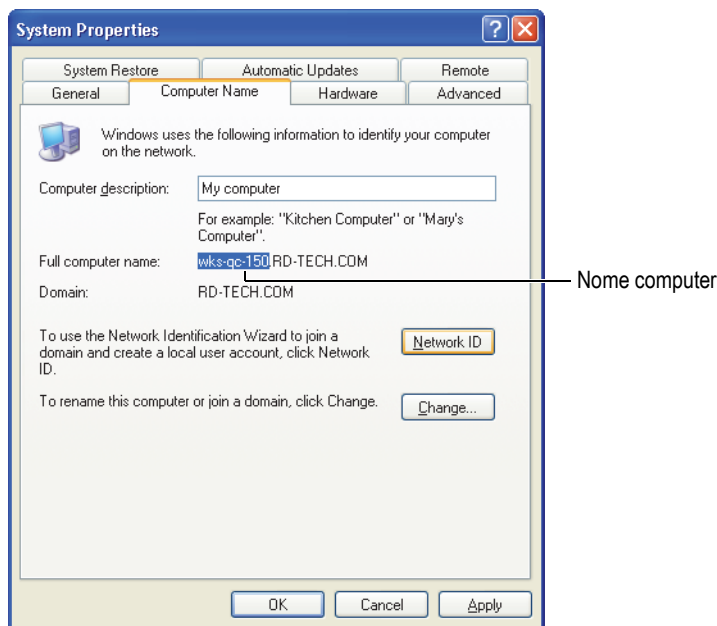 System Properties
System Restore
Automatic Updates
Remote
General
Computer Name
Hardware
Advanced
Windows uses the following information to identify your computer
on the network.
Computer description:
My computer
For example: "Kitchen Computer" or "Mary's
Computer".
Full computer name:
wks-qc-150.RD-TECH.COM
Nome computer
Domain:
RD-TECH.COM
To use the Network Identification Wizard to join a
domain and create a local user account, click Network
ID.
Network ID
To rename this computer or join a domain, click Change.
Change...
OK
Cancel
Apply